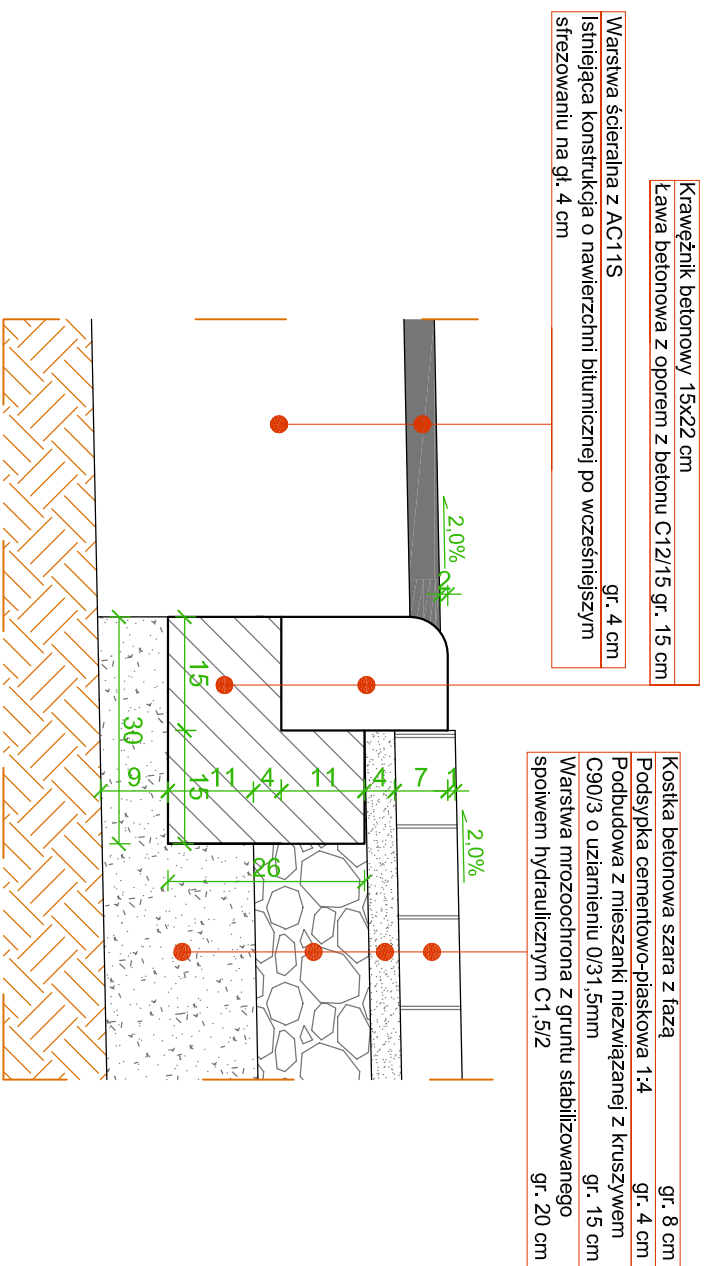 Krawężnik betonowy 15x22 cm
Ława betonowa z oporem z betonu C12/15 gr. 15 cm
Warstwa ścieralna z AC11S gr. 4 cm
Istniejąca konstrukcja o nawierzchni bitumicznej po wcześniejszym
sfrezowaniu na gł. 4 cm
Kostka betonowa szara z fazą gr. 8 cm
Podsypka cementowo-piaskowa 1:4 gr. 4 cm
Podbudowa z mieszanki niezwiązanej z kruszywem
C90/3 o uziarnieniu 0/31,5mm gr. 15 cm
Warstwa mrozoochrona z gruntu stabilizowanego
spoiwem hydraulicznym C1,5/2 gr. 20 cm
2,0%
2
2,0%
1
7
4
11
4
11
9
26
15
15
30